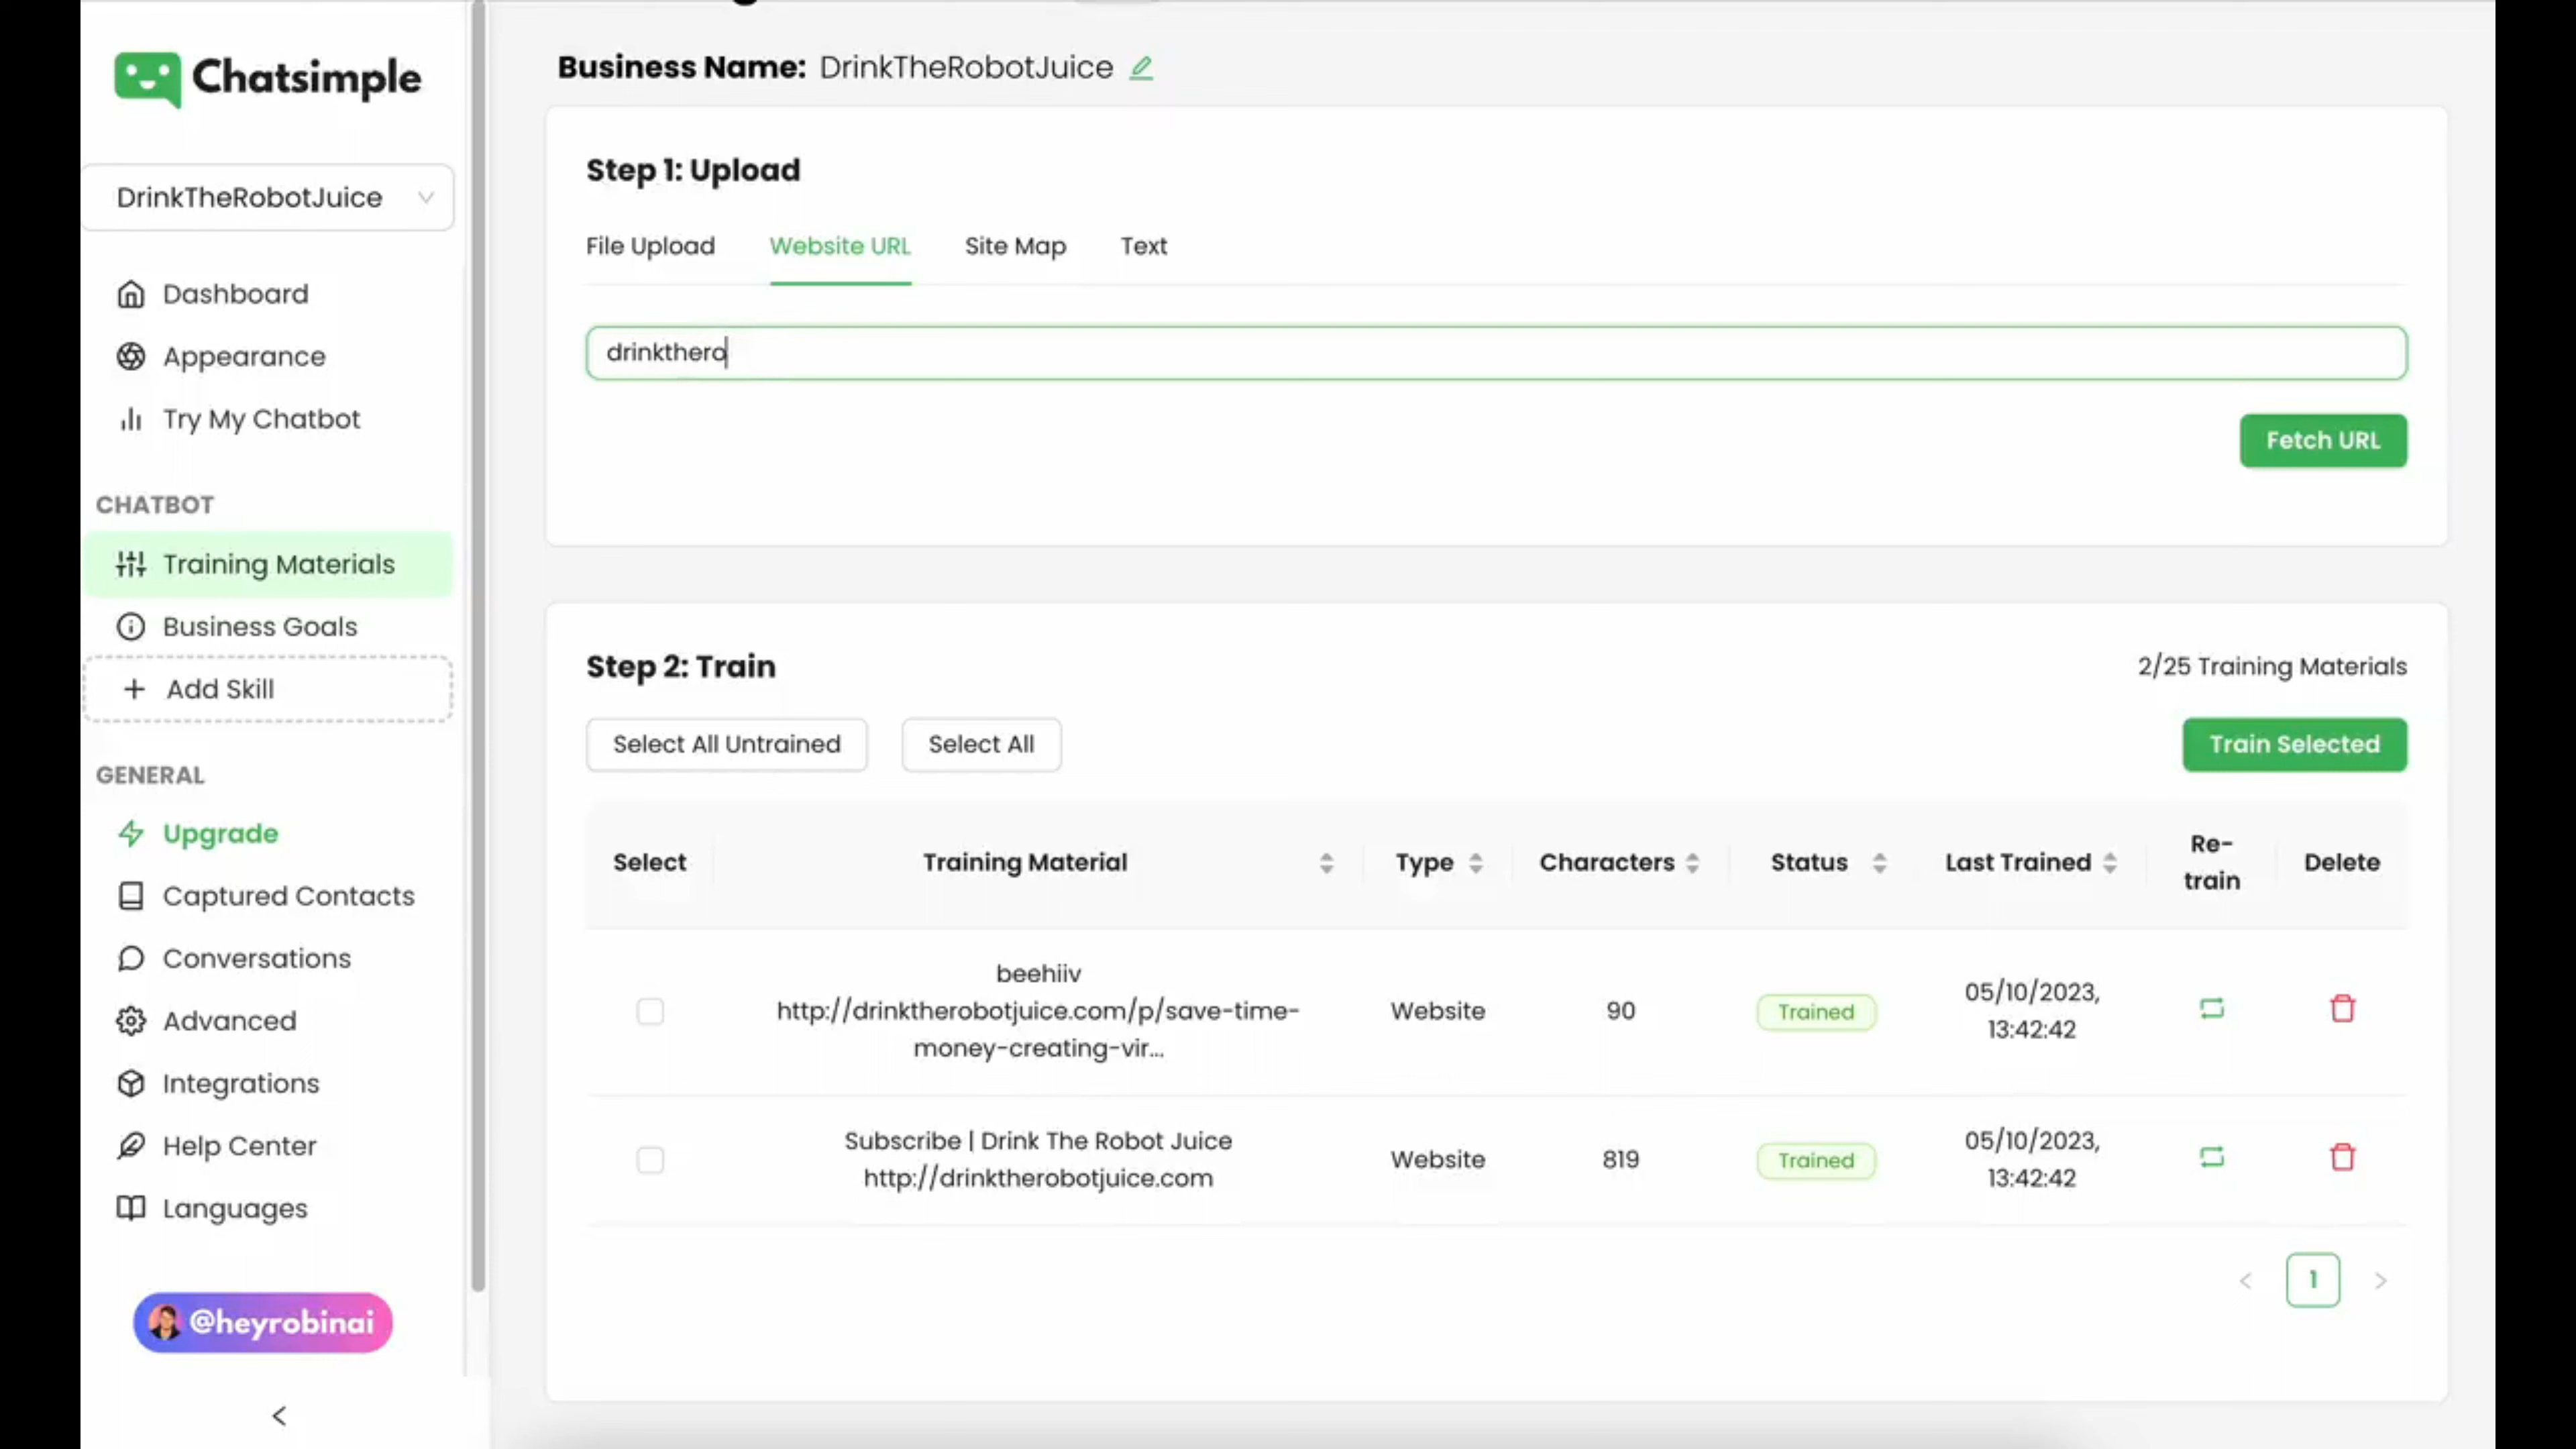 Chatsimple
DrinkTheRobotJuice
Dashboard
Appearance
Try My Chatbot
CHATBOT
Training Materials
Business Goals
+ Add Skill
GENERAL
Upgrade
Captured Contacts
Conversations
Advanced
Integrations
Help Center
Languages
@heyrobinai
Business Name: DrinkTheRobotJuice
Step 1: Upload
File Upload Website URL Site Map Text
drinkthero
Fetch URL
Step 2: Train
2/25 Training Materials
Select All Untrained Select All Train Selected
Select Training Material Type Characters Status Last Trained Re-
train Delete
beehiiv
http://drinktherobotjuice.com/p/save-time-
money-creating-vir...
Website 90 Trained 05/10/2023,
13:42:42
Subscribe | Drink The Robot Juice
http://drinktherobotjuice.com
Website 819 Trained 05/10/2023,
13:42:42
< 1 >